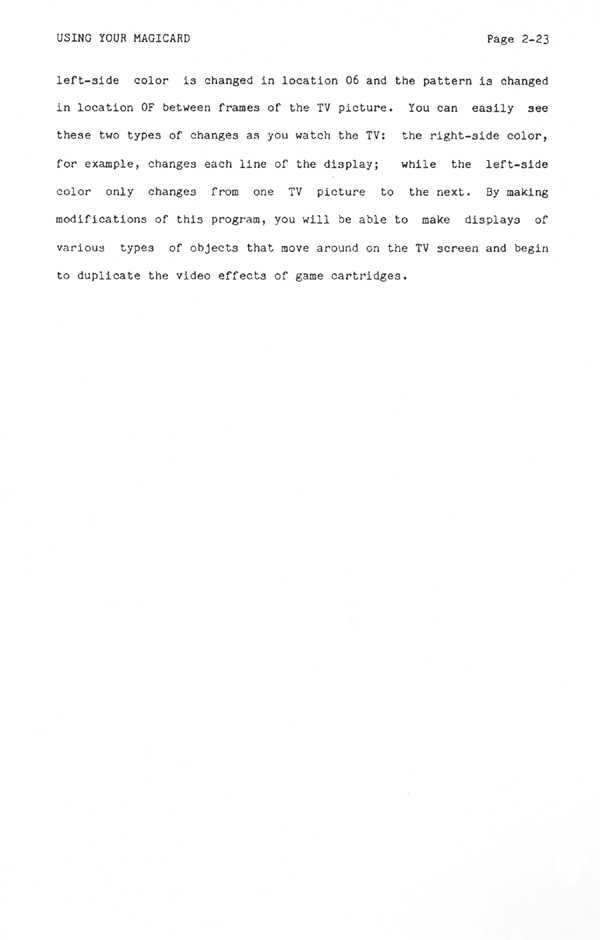 USING YOUR MAGICARD Page 2-23
left-side color is changed in location 06 and the pattern is changed
in location 0F between frames of the TV picture. You can easily see
these two types of changes as you watch the TV: the right-side color,
for example, changes each line of the display; while the left-side
color only changes from one TV picture to the next. By making
modifications of this program, you will be able to make displays of
various types of objects that move around on the TV screen and begin
to duplicate the video effects of game cartridges.